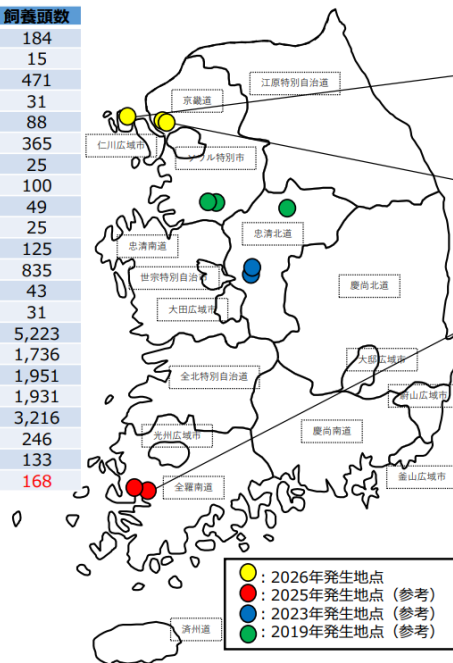 飼養頭数
184
15
471
31
88
365
25
100
49
25
125
835
43
31
5,223
1,736
1,951
1,931
3,216
246
133
168
江原特別自治道
京畿道
仁川広域市
ソウル特別市
忠清北道
忠清南道
世宗特別自治市
慶尚北道
大田広域市
大邱広域市
全北特別自治道
蔚山広域市
光州広域市
慶尚南道
釜山広域市
全羅南道
済州道
:2026年発生地点
:2025年発生地点（参考）
:2023年発生地点（参考）
:2019年発生地点（参考）